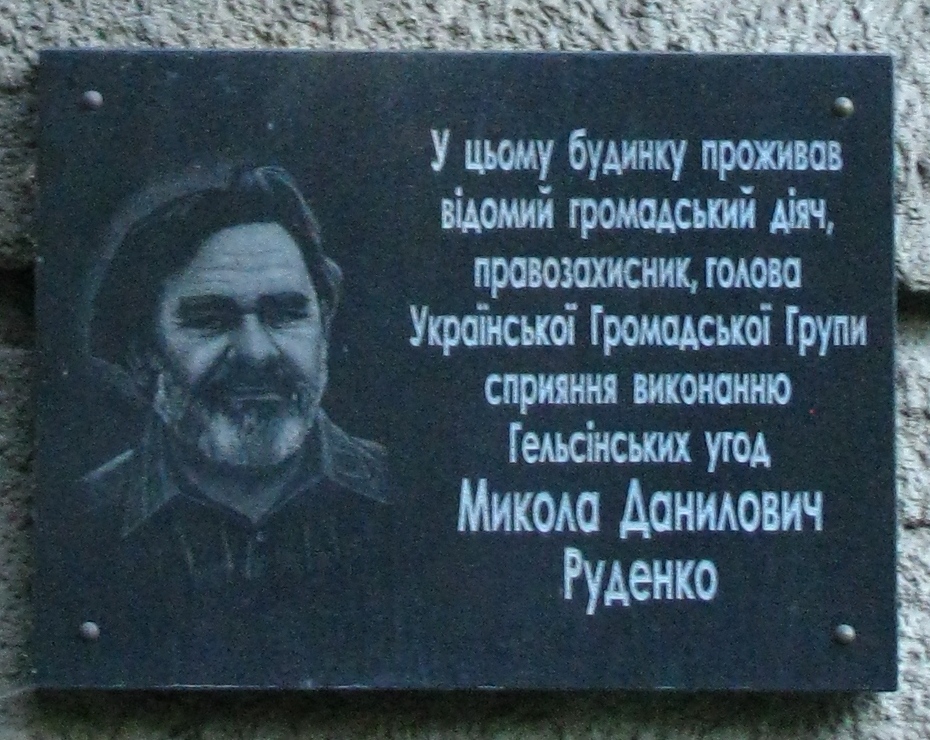 У цьому будинку проживав
відомий громадський діяч,
правозахисник, голова
Української Громадської Групи
сприяння виконанню
Гельсінських угод
Микола Данилович
Руденко